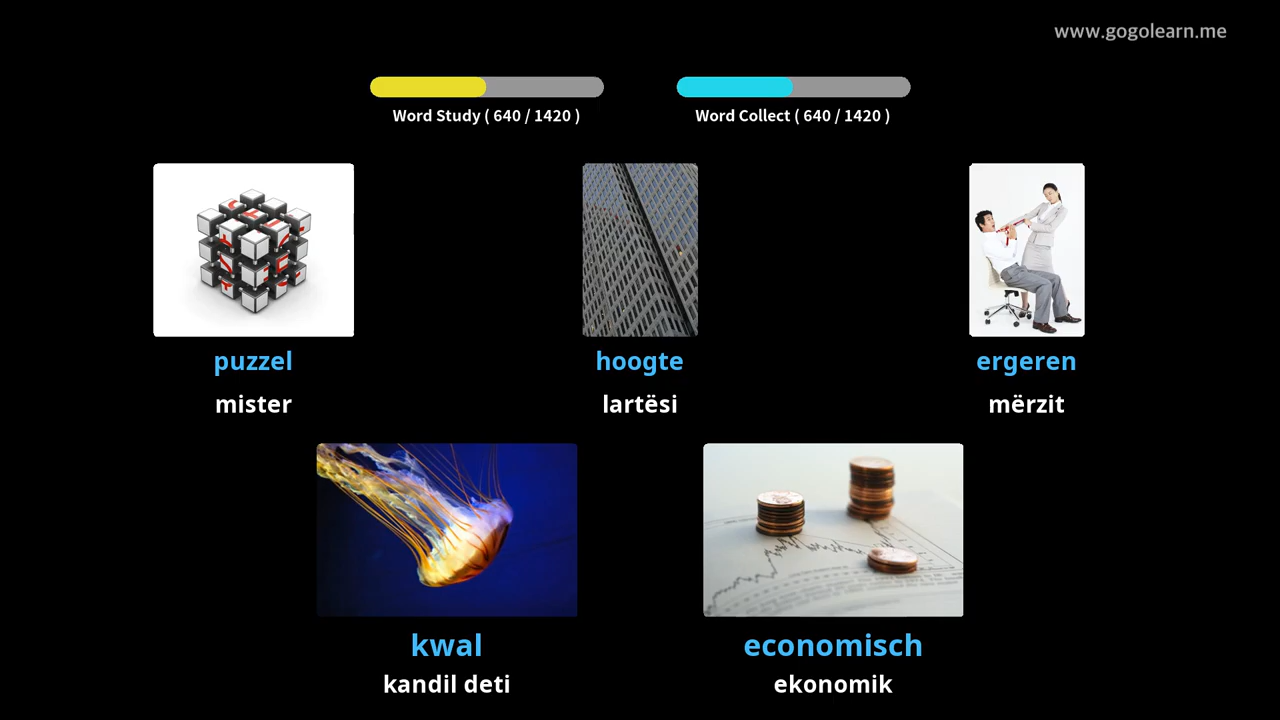 www.gogolearn.me
Word Study ( 640 / 1420 )
Word Collect ( 640 / 1420 )
puzzel
hoogte
ergeren
mister
lartësi
mërzit
kwal
economisch
kandil deti
ekonomik